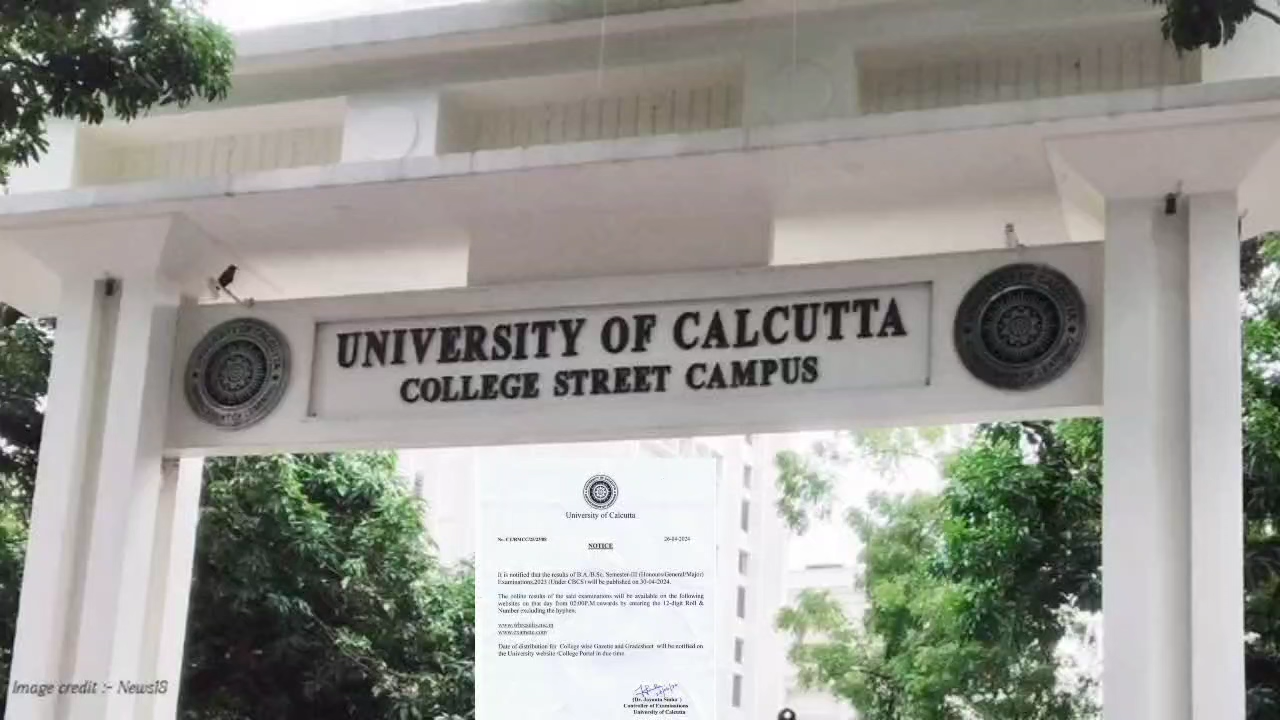 UNIVERSITY OF CALCUTTA
COLLEGE STREET CAMPUS
University of Calcutta
26-04-2024
NOTICE
It is notified that the results of B.A./B.Sc. Semester-III (Honours/General/Major)
Examinations,2023 (Under CBCS) will be published on 30-04-2024.
The online results of the said examinations will be available on the following
websites on that day from 02:00P.M.onwards by entering the 12-digit Roll &
Number excluding the hyphen.
www.wbresults.nic.in
www.exametc.com
Date of distribution for College wise Gazette and Gradesheet will be notified on
the University website /College Portal in due time.
(Dr. Jayanta Sinha )
Controller of Examinations
University of Calcutta
Image credit :- News18